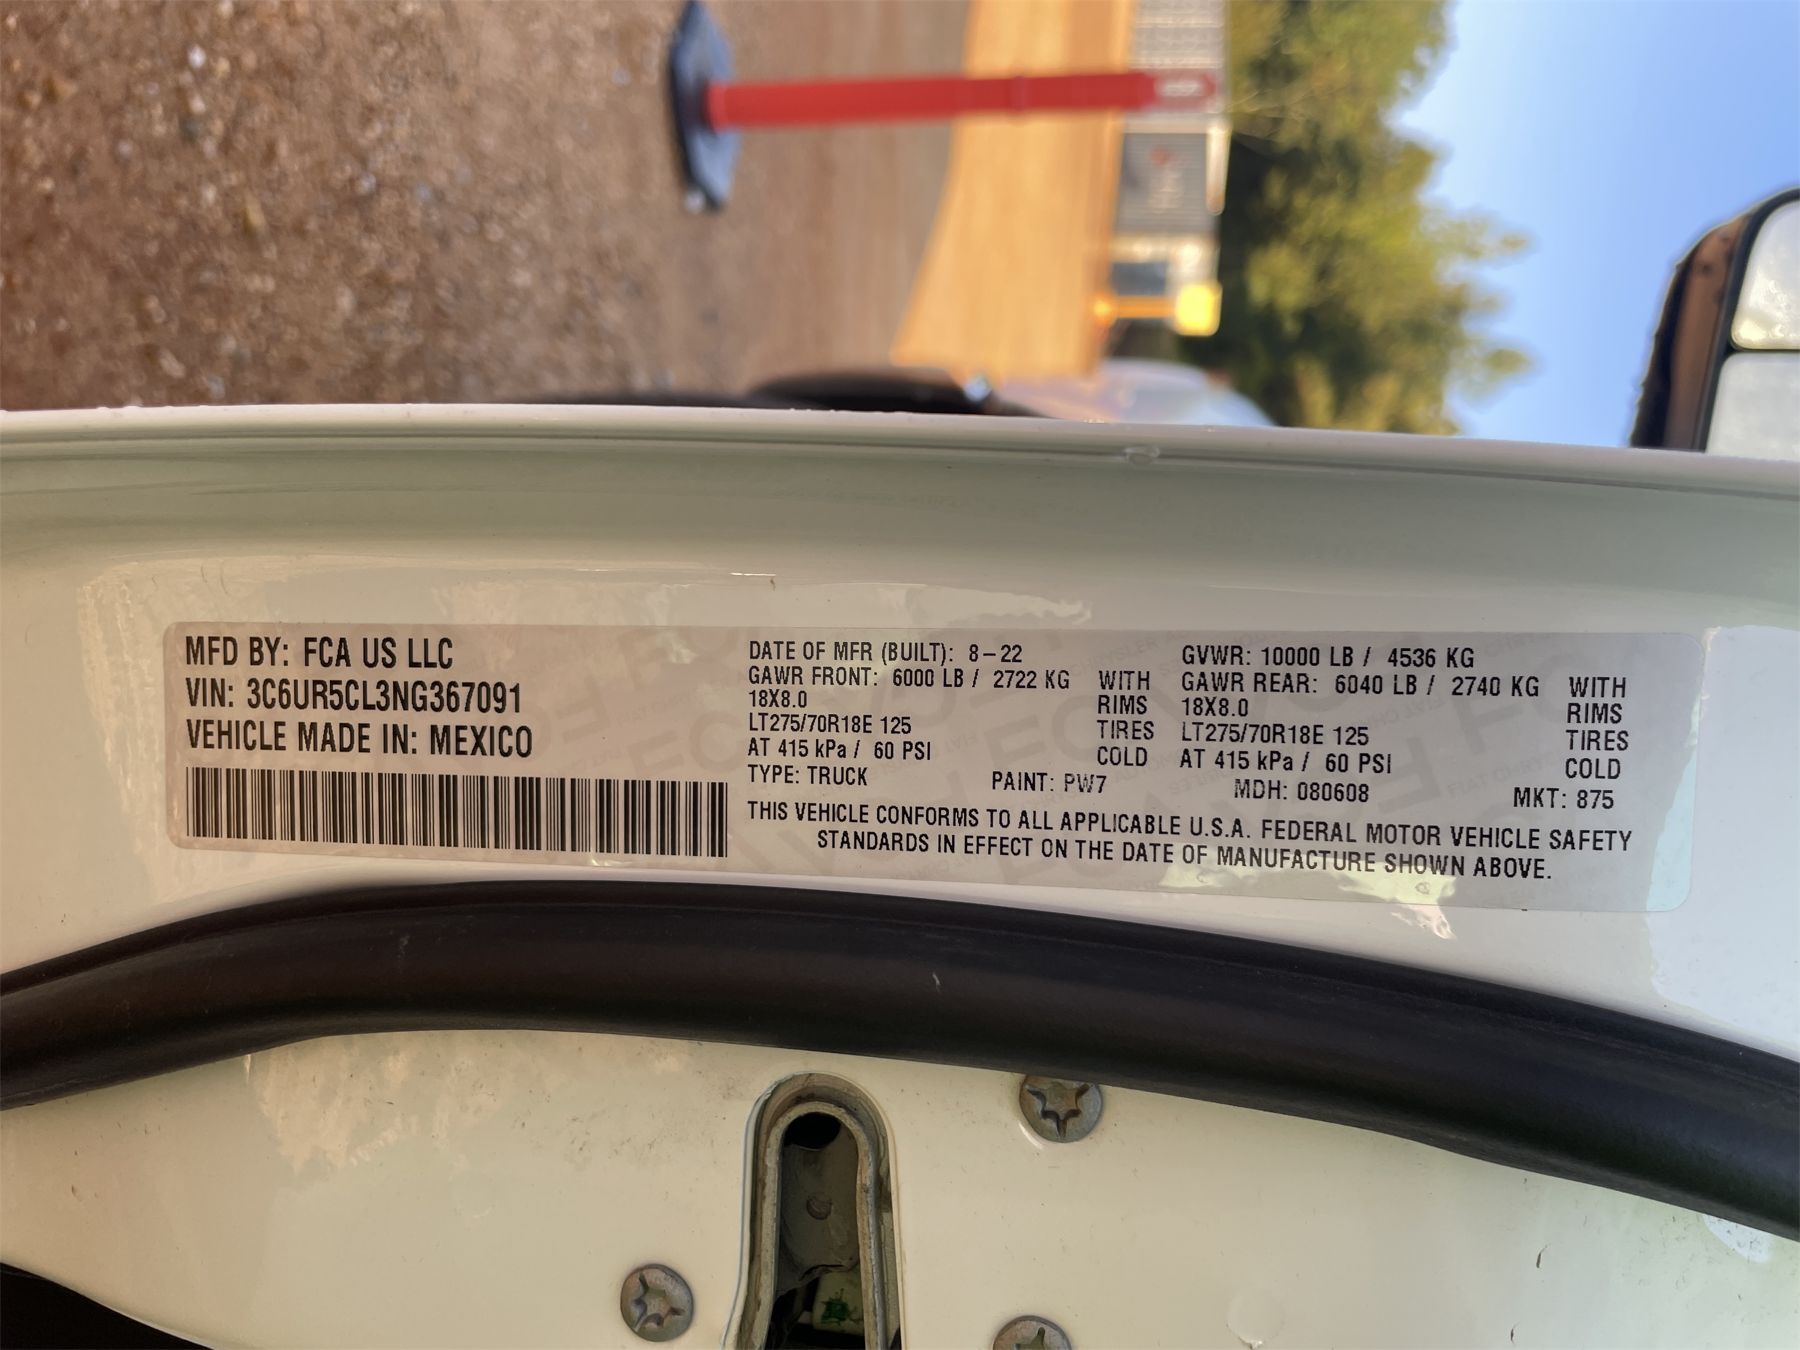 MFD BY: FCA US LLC
VIN: 3C6UR5CL3NG367091
VEHICLE MADE IN: MEXICO
DATE OF MFR (BUILT): 8-22
GVWR: 10000 LB / 4536 KG
GAWR FRONT: 6000 LB / 2722 KG WITH
18X8.0 RIMS
LT275/70R18E 125 TIRES
AT 415 kPa / 60 PSI COLD
GAWR REAR: 6040 LB / 2740 KG WITH
18X8.0 RIMS
LT275/70R18E 125 TIRES
AT 415 kPa / 60 PSI COLD
TYPE: TRUCK PAINT: PW7 MDH: 080608 MKT: 875
THIS VEHICLE CONFORMS TO ALL APPLICABLE U.S.A. FEDERAL MOTOR VEHICLE SAFETY
STANDARDS IN EFFECT ON THE DATE OF MANUFACTURE SHOWN ABOVE.